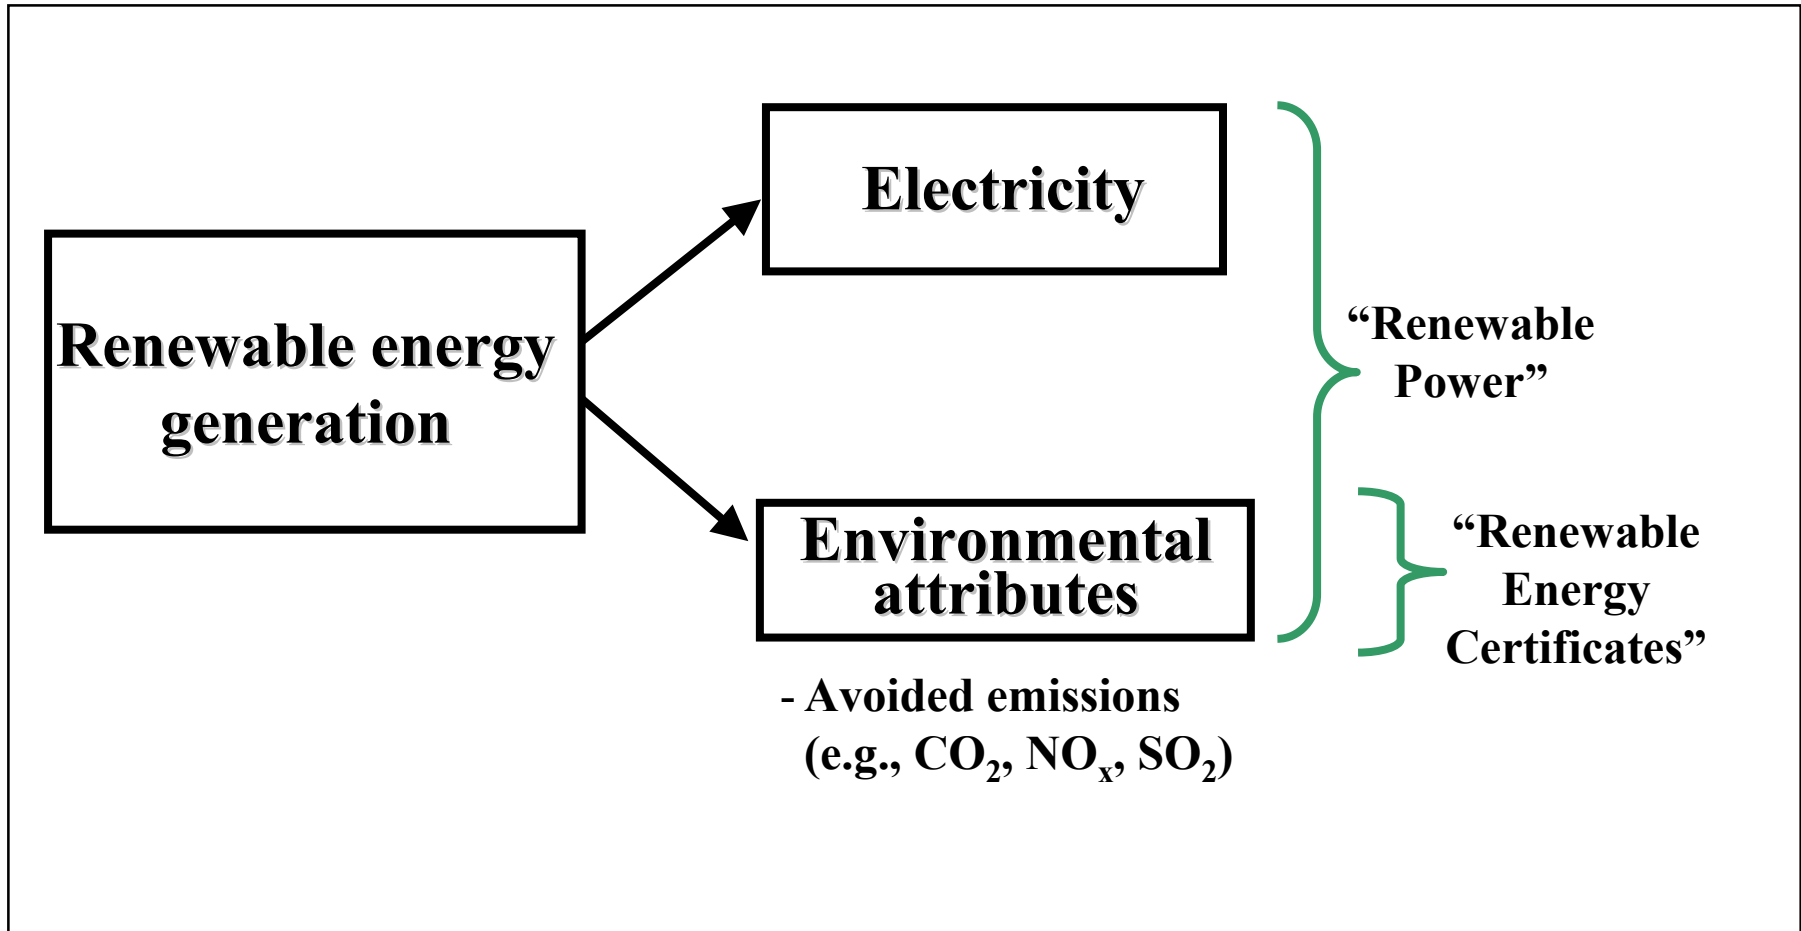 Renewable energy
generation
Electricity
Environmental
attributes
- Avoided emissions
(e.g., CO₂, NOₓ, SO₂)
“Renewable
Power”
“Renewable
Energy
Certificates”